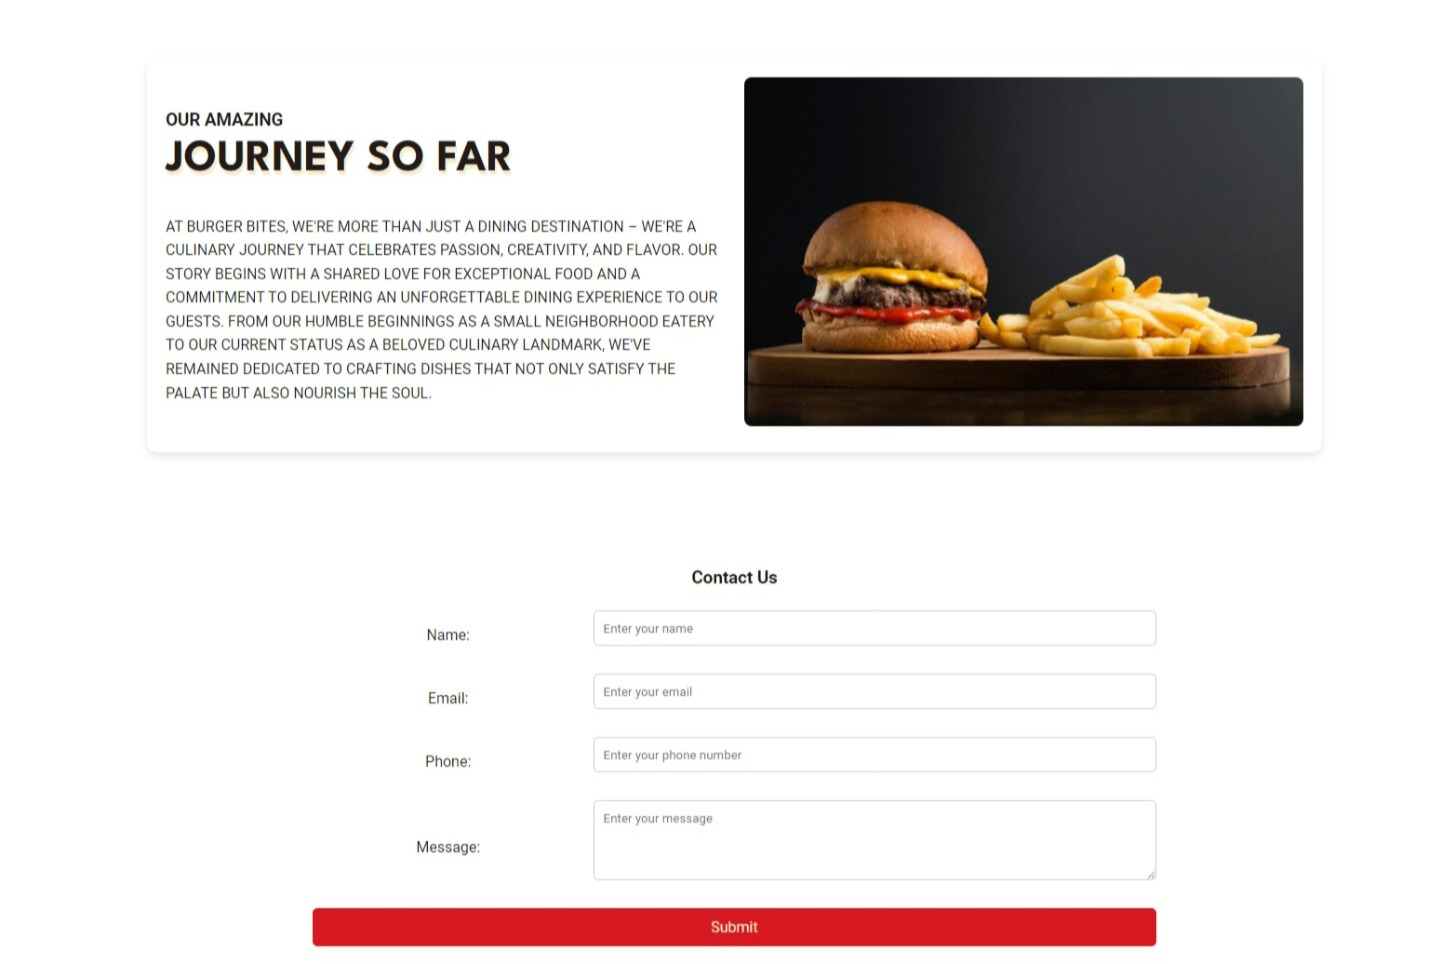 OUR AMAZING
JOURNEY SO FAR
AT BURGER BITES, WE'RE MORE THAN JUST A DINING DESTINATION – WE'RE A
CULINARY JOURNEY THAT CELEBRATES PASSION, CREATIVITY, AND FLAVOR. OUR
STORY BEGINS WITH A SHARED LOVE FOR EXCEPTIONAL FOOD AND A
COMMITMENT TO DELIVERING AN UNFORGETTABLE DINING EXPERIENCE TO OUR
GUESTS. FROM OUR HUMBLE BEGINNINGS AS A SMALL NEIGHBORHOOD EATERY
TO OUR CURRENT STATUS AS A BELOVED CULINARY LANDMARK, WE'VE
REMAINED DEDICATED TO CRAFTING DISHES THAT NOT ONLY SATISFY THE
PALATE BUT ALSO NOURISH THE SOUL.
Contact Us
Name:
Enter your name
Email:
Enter your email
Phone:
Enter your phone number
Message:
Enter your message
Submit